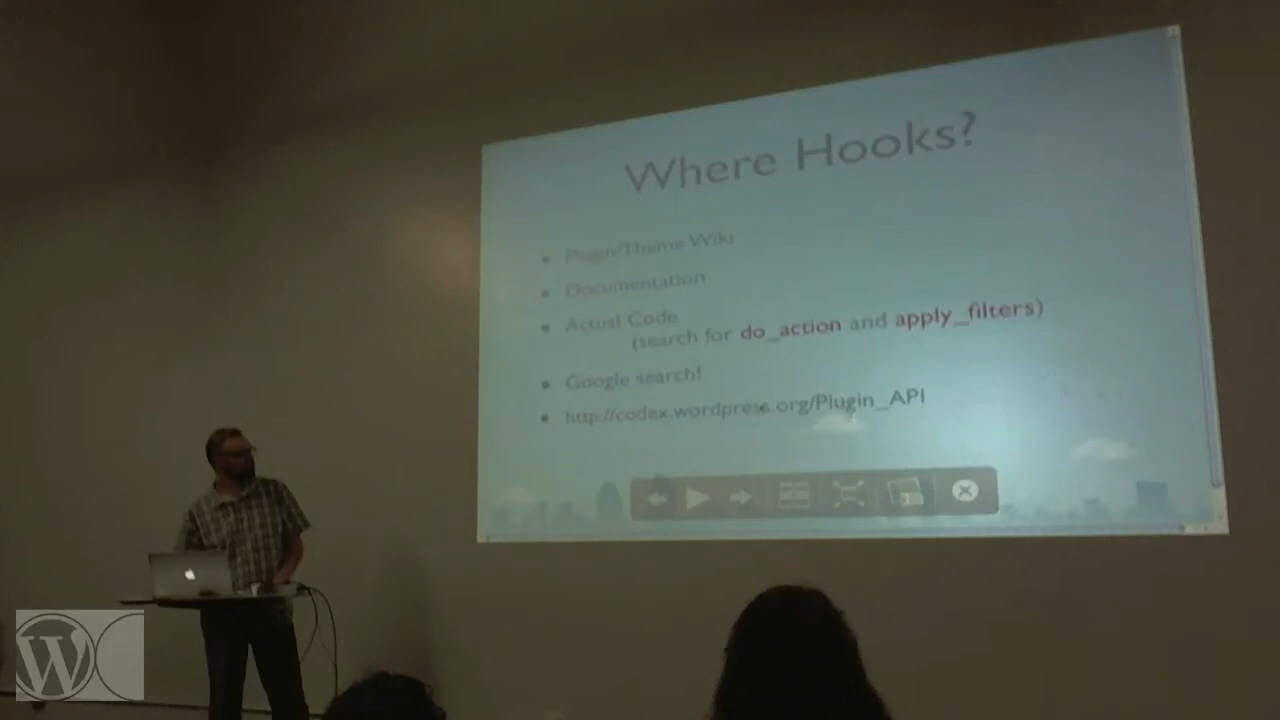 Where Hooks?
• Plugin/Theme Wiki
• Documentation
• Actual Code
(search for do_action and apply_filters)
• Google search!
• http://codex.wordpress.org/Plugin_API
W